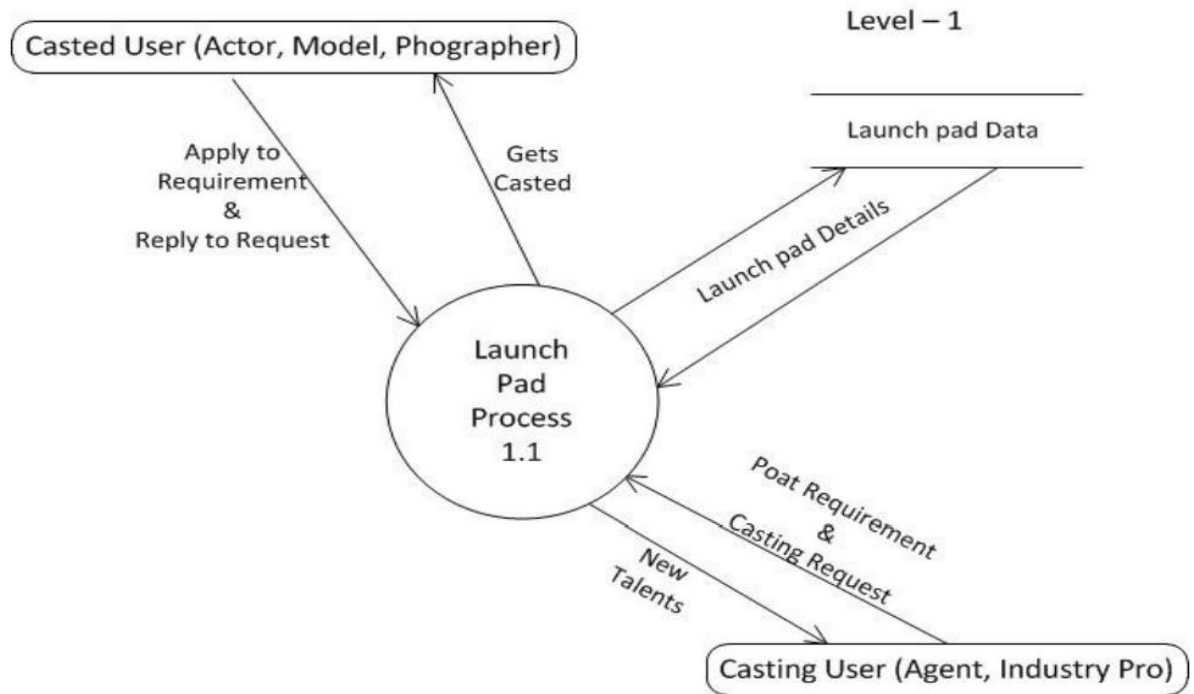 Level – 1
Casted User (Actor, Model, Phographer)
Launch pad Data
Apply to
Requirement
&
Reply to Request
Gets
Casted
Launch pad Details
Launch
Pad
Process
1.1
Poat Requirement
&
Casting Request
New
Talents
Casting User (Agent, Industry Pro)